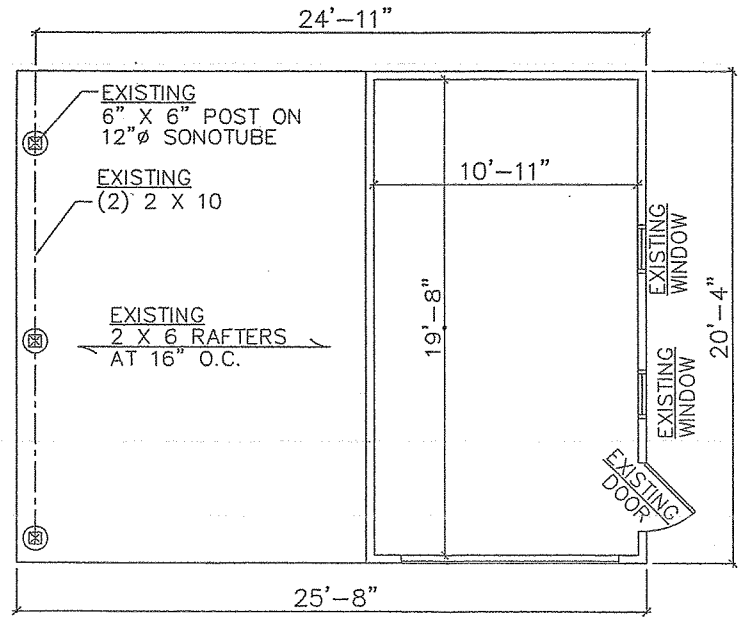 24'-11"
EXISTING
6" X 6" POST ON
12"ø SONOTUBE
EXISTING
(2) 2 X 10
10'-11"
EXISTING
WINDOW
EXISTING
2 X 6 RAFTERS
AT 16" O.C.
19'-8"
20'-4"
EXISTING
WINDOW
EXISTING
DOOR
25'-8"